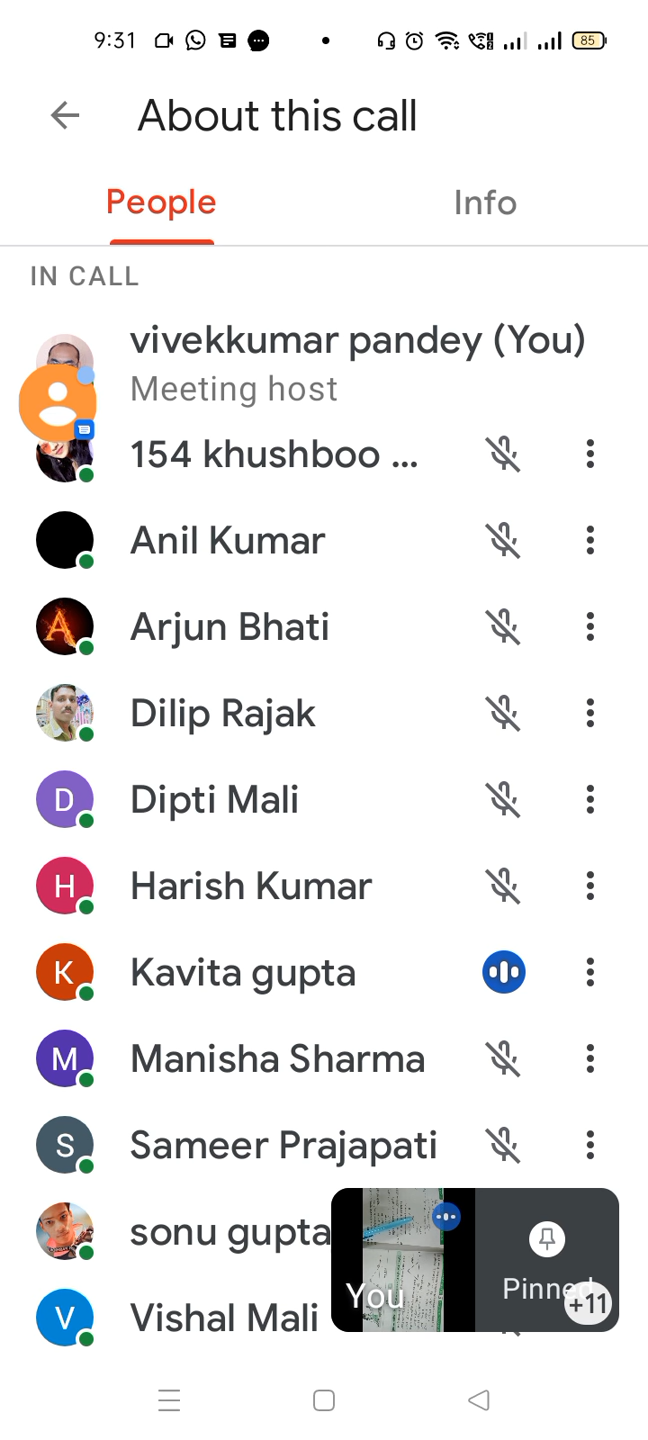 9:31
85
About this call
People
Info
IN CALL
vivekkumar pandey (You)
Meeting host
154 khushboo ...
Anil Kumar
A
Arjun Bhati
Dilip Rajak
D
Dipti Mali
H
Harish Kumar
K
Kavita gupta
M
Manisha Sharma
S
Sameer Prajapati
sonu gupta
You
Pinned
+11
V
Vishal Mali